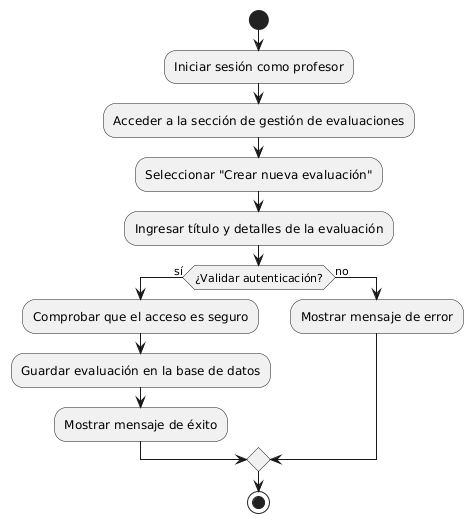 Iniciar sesión como profesor
Acceder a la sección de gestión de evaluaciones
Seleccionar "Crear nueva evaluación"
Ingresar título y detalles de la evaluación
¿Validar autenticación?
sí
no
Comprobar que el acceso es seguro
Mostrar mensaje de error
Guardar evaluación en la base de datos
Mostrar mensaje de éxito